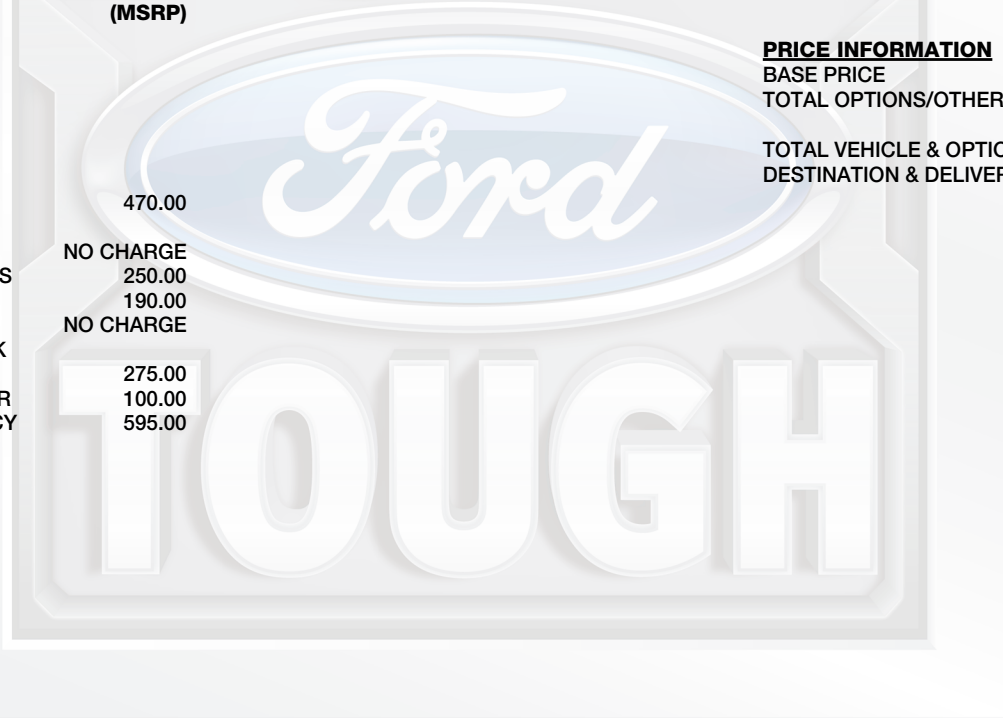 (MSRP)
PRICE INFORMATION
BASE PRICE
TOTAL OPTIONS/OTHER
TOTAL VEHICLE & OPTIO
DESTINATION & DELIVER
470.00
NO CHARGE
S 250.00
190.00
NO CHARGE
K
275.00
R 100.00
CY 595.00
Ford
TOUGH